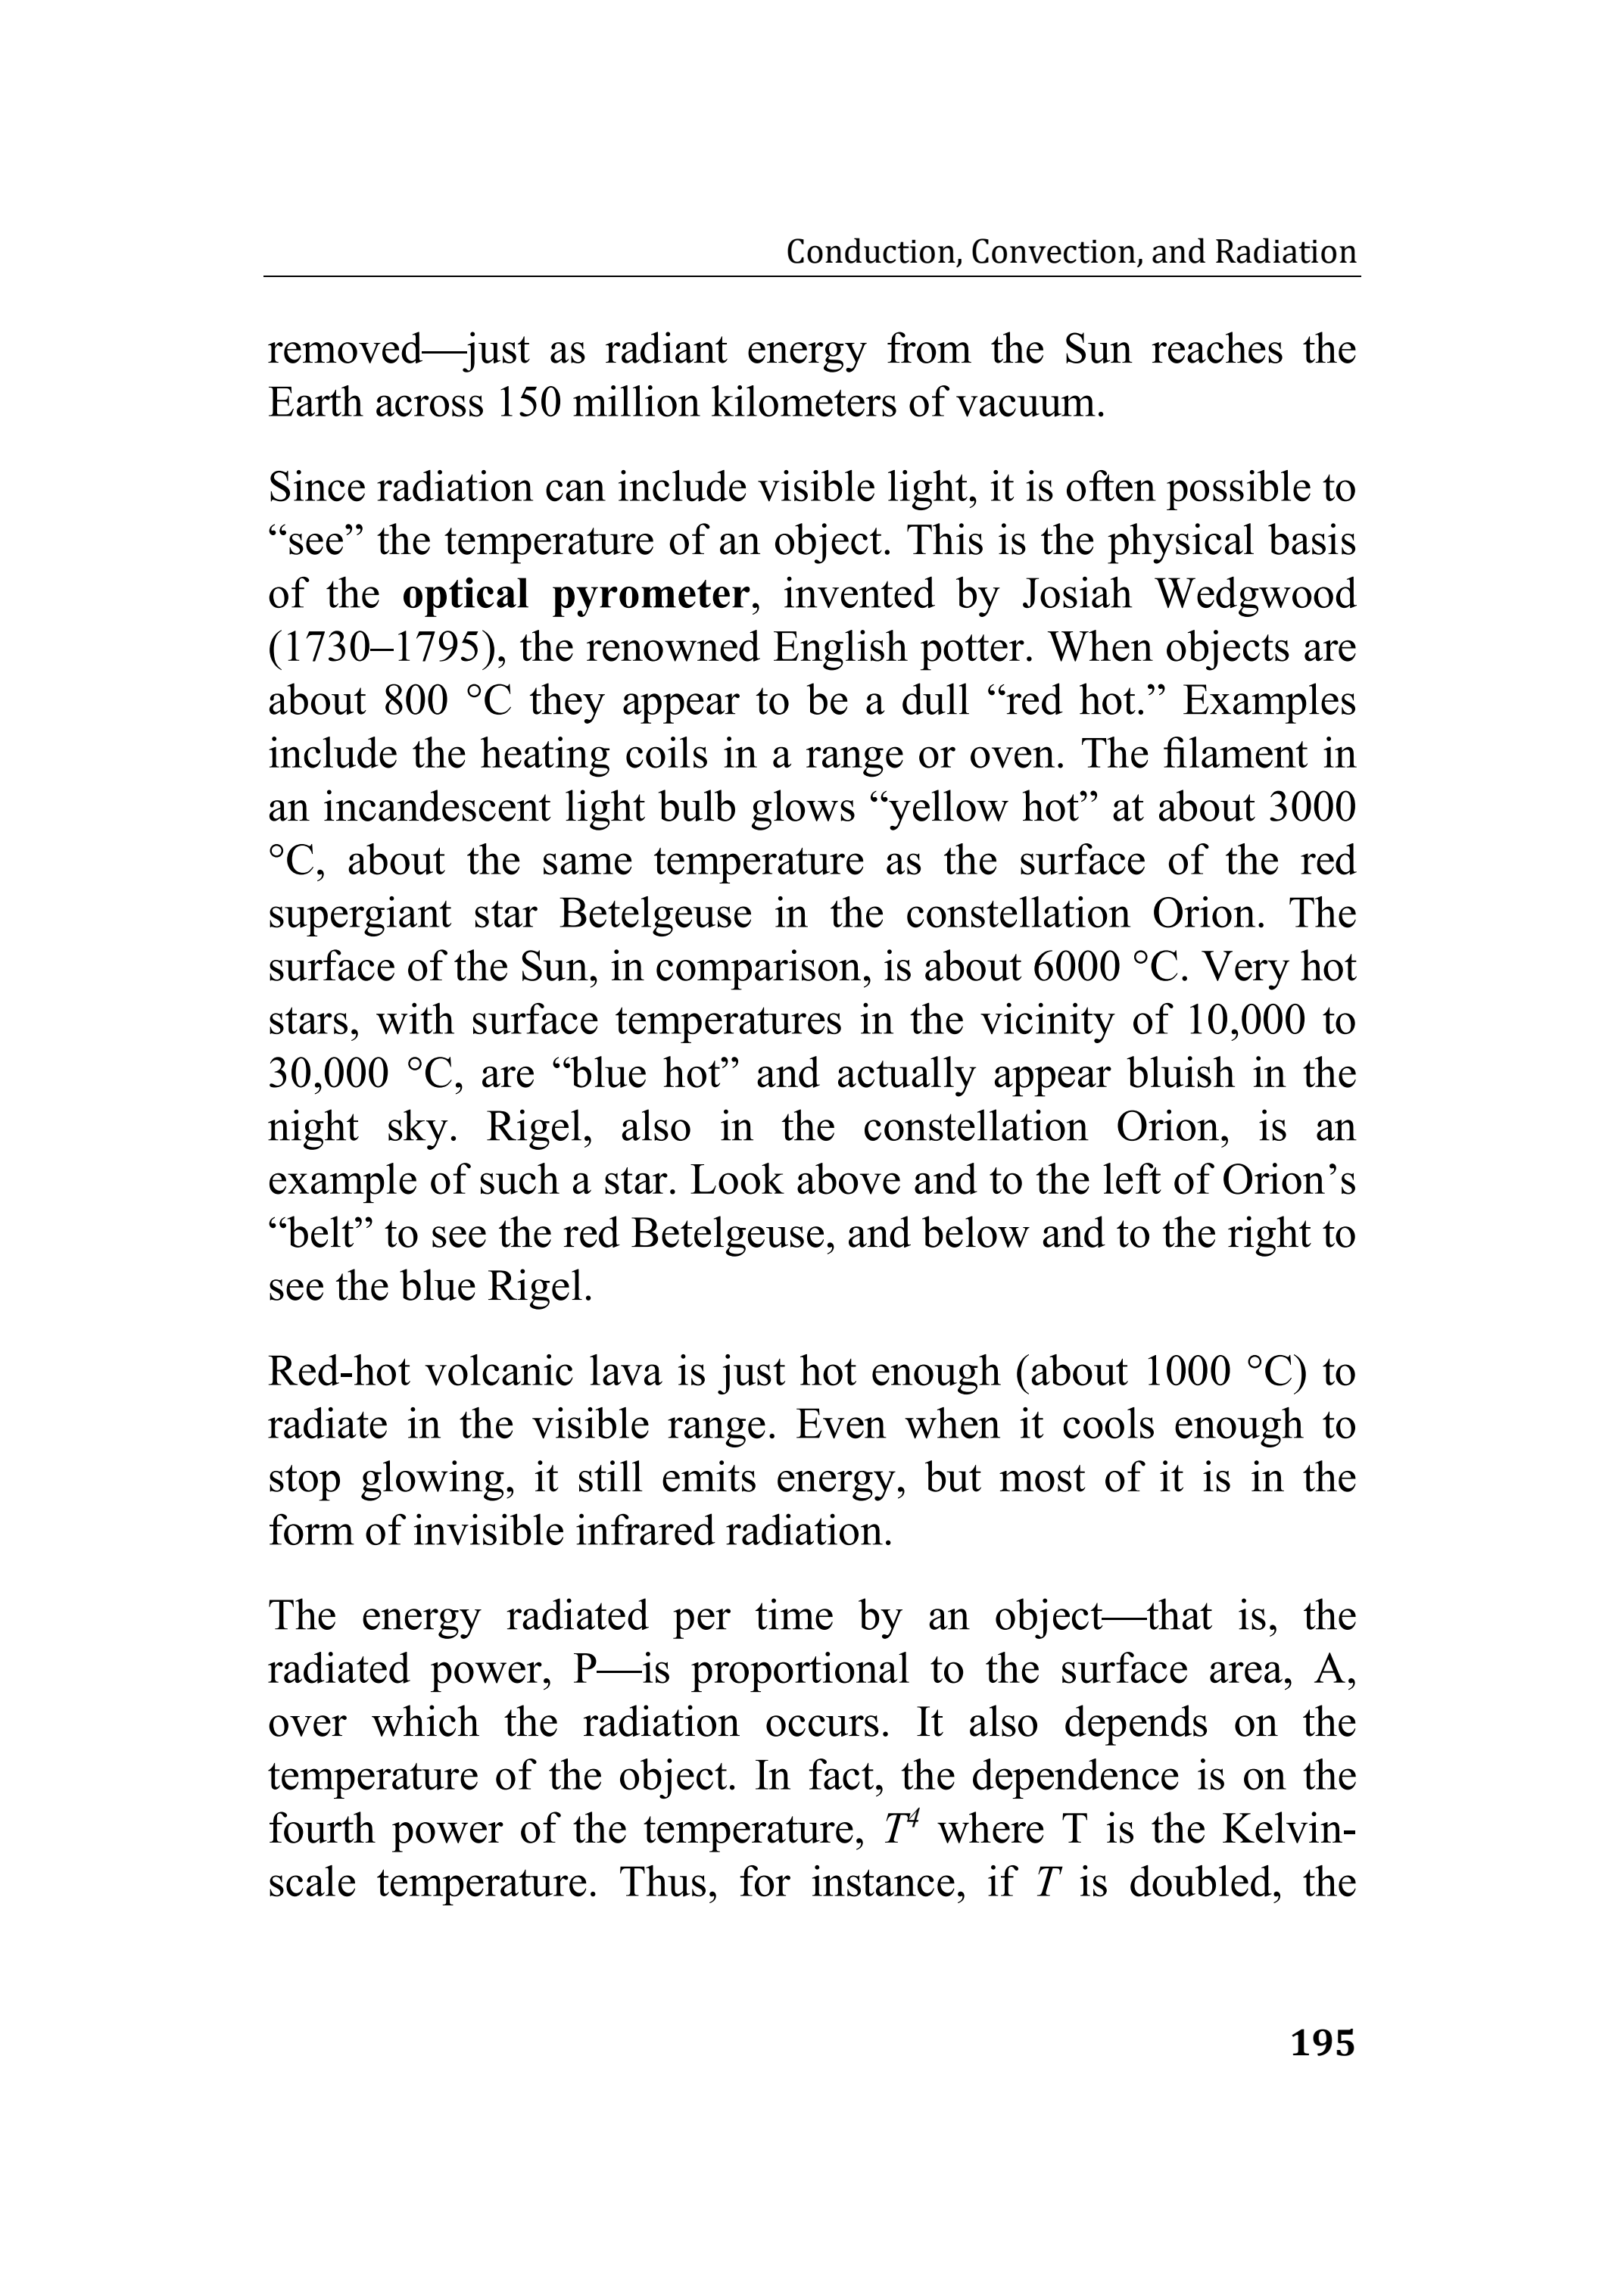 Conduction, Convection, and Radiation
removed—just as radiant energy from the Sun reaches the
Earth across 150 million kilometers of vacuum.
Since radiation can include visible light, it is often possible to
“see” the temperature of an object. This is the physical basis
of the optical pyrometer, invented by Josiah Wedgwood
(1730–1795), the renowned English potter. When objects are
about 800 °C they appear to be a dull “red hot.” Examples
include the heating coils in a range or oven. The filament in
an incandescent light bulb glows “yellow hot” at about 3000
°C, about the same temperature as the surface of the red
supergiant star Betelgeuse in the constellation Orion. The
surface of the Sun, in comparison, is about 6000 °C. Very hot
stars, with surface temperatures in the vicinity of 10,000 to
30,000 °C, are “blue hot” and actually appear bluish in the
night sky. Rigel, also in the constellation Orion, is an
example of such a star. Look above and to the left of Orion’s
“belt” to see the red Betelgeuse, and below and to the right to
see the blue Rigel.
Red-hot volcanic lava is just hot enough (about 1000 °C) to
radiate in the visible range. Even when it cools enough to
stop glowing, it still emits energy, but most of it is in the
form of invisible infrared radiation.
The energy radiated per time by an object—that is, the
radiated power, P—is proportional to the surface area, A,
over which the radiation occurs. It also depends on the
temperature of the object. In fact, the dependence is on the
fourth power of the temperature, T⁴ where T is the Kelvin-
scale temperature. Thus, for instance, if T is doubled, the
195